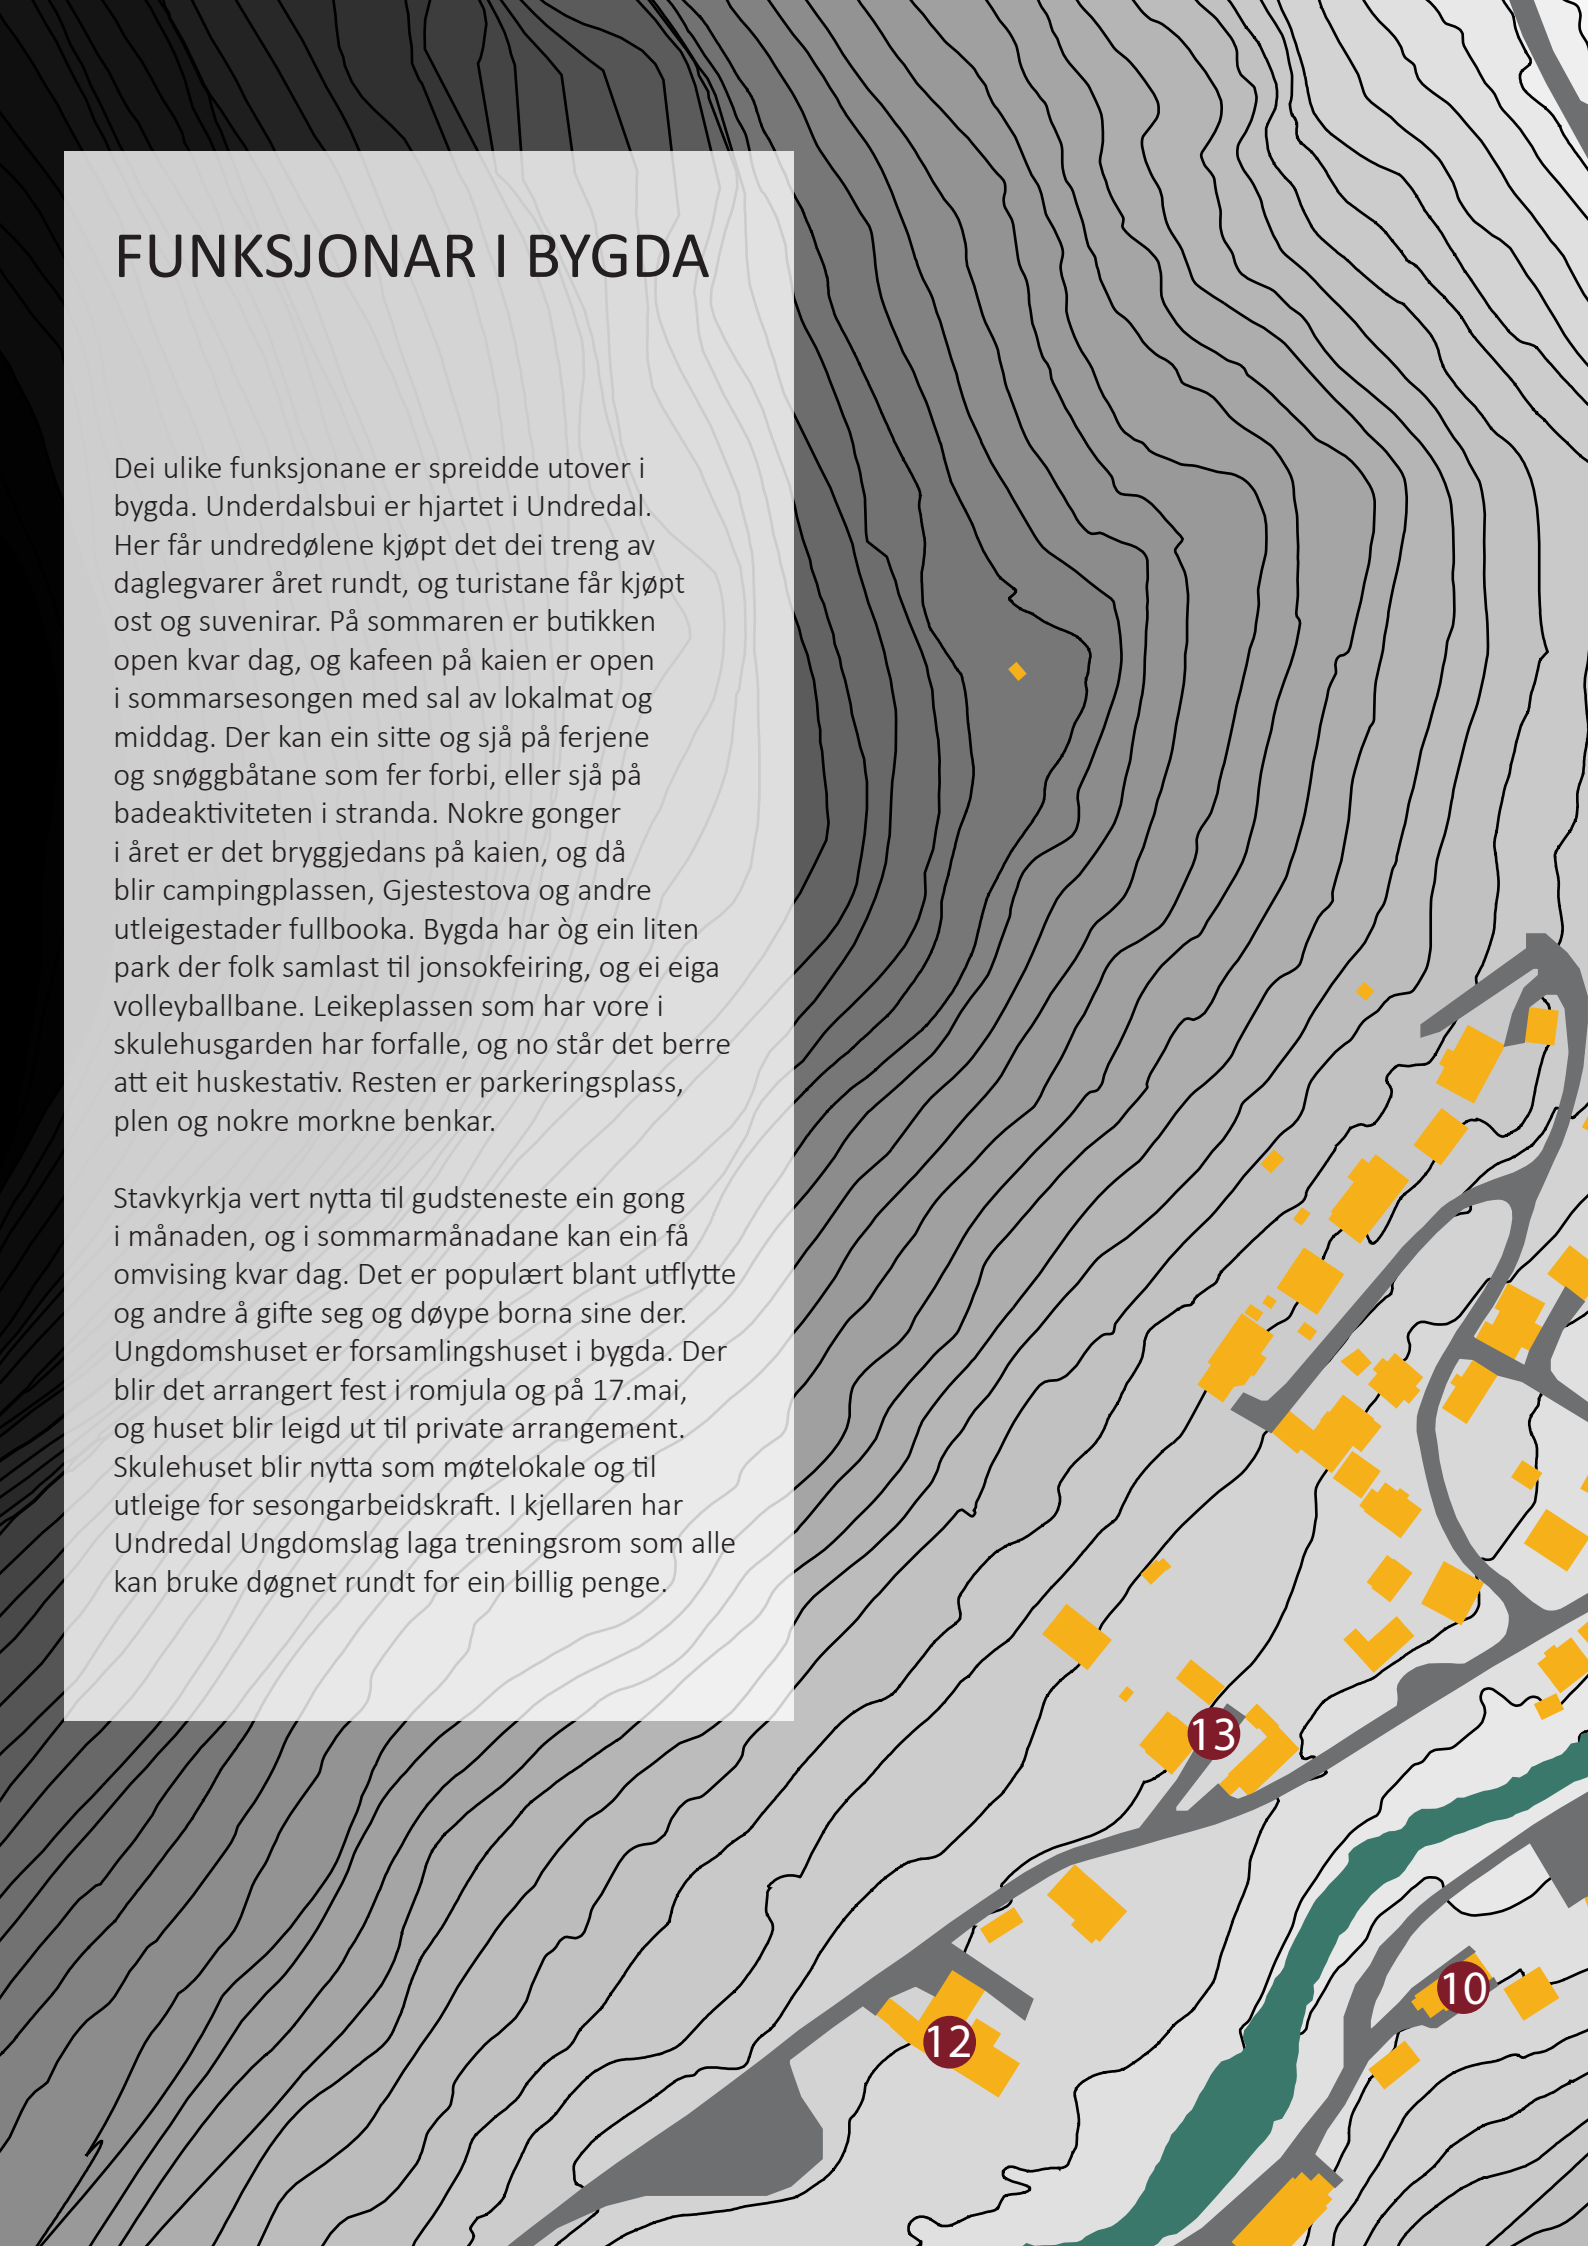 FUNKSJONAR I BYGDA
Dei ulike funksjonane er spreidde utover i
bygda. Underdalsbui er hjartet i Undredal.
Her får undredølene kjøpt det dei treng av
daglegvarer året rundt, og turistane får kjøpt
ost og suvenirar. På sommaren er butikken
open kvar dag, og kafeen på kaien er open
i sommarsesongen med sal av lokalmat og
middag. Der kan ein sitte og sjå på ferjene
og snøggbåtane som fer forbi, eller sjå på
badeaktiviteten i stranda. Nokre gonger
i året er det bryggjedans på kaien, og då
blir campingplassen, Gjestestova og andre
utleigestader fullbooka. Bygda har òg ein liten
park der folk samlast til jonsokfeiring, og ei eiga
volleyballbane. Leikeplassen som har vore i
skulehusgarden har forfalle, og no står det berre
att eit huskestativ. Resten er parkeringsplass,
plen og nokre morkne benkar.
Stavkyrkja vert nytta til gudsteneste ein gong
i månaden, og i sommarmånadane kan ein få
omvising kvar dag. Det er populært blant utflytte
og andre å gifte seg og døype borna sine der.
Ungdomshuset er forsamlingshuset i bygda. Der
blir det arrangert fest i romjula og på 17.mai,
og huset blir leigd ut til private arrangement.
Skulehuset blir nytta som møtelokale og til
utleige for sesongarbeidskraft. I kjellaren har
Undredal Ungdomslag laga treningsrom som alle
kan bruke døgnet rundt for ein billig penge.
13
10
12